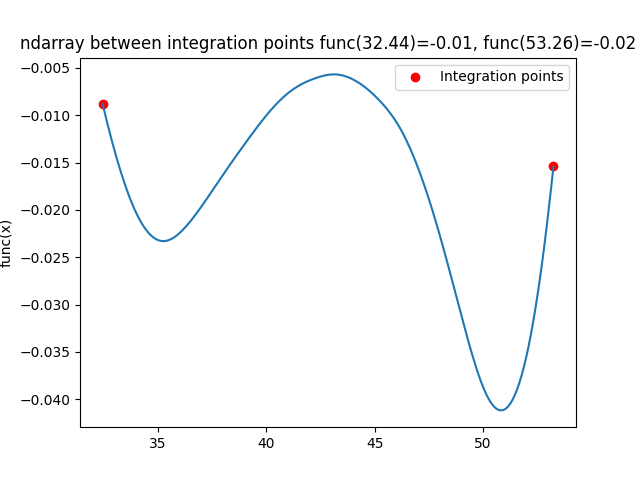 ndarray between integration points func(32.44)=-0.01, func(53.26)=-0.02
Integration points
func(x)
−0.005
−0.010
−0.015
−0.020
−0.025
−0.030
−0.035
−0.040
35 40 45 50